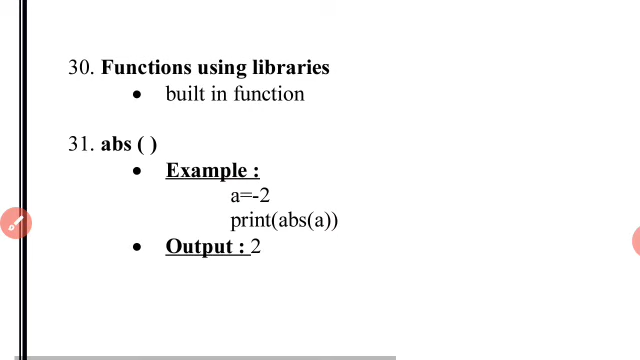 30. Functions using libraries
• built in function
31. abs ( )
• Example :
a=-2
print(abs(a))
• Output : 2